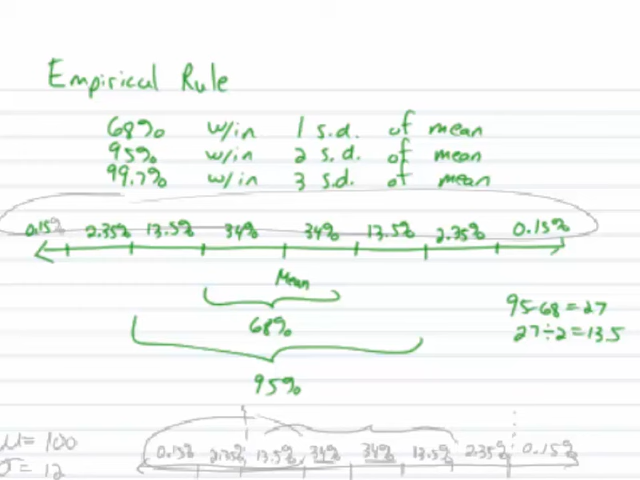 Empirical Rule
68% w/in 1 s.d. of mean
95% w/in 2 s.d. of mean
99.7% w/in 3 s.d. of mean
0.15% 2.35% 13.5% 34% 34% 13.5% 2.35% 0.15%
Mean
68%
95-68=27
27÷2=13.5
95%
μ= 100
0.15% 2.35% 13.5% 34% 34% 13.5% 2.35% 0.15%
σ= 12